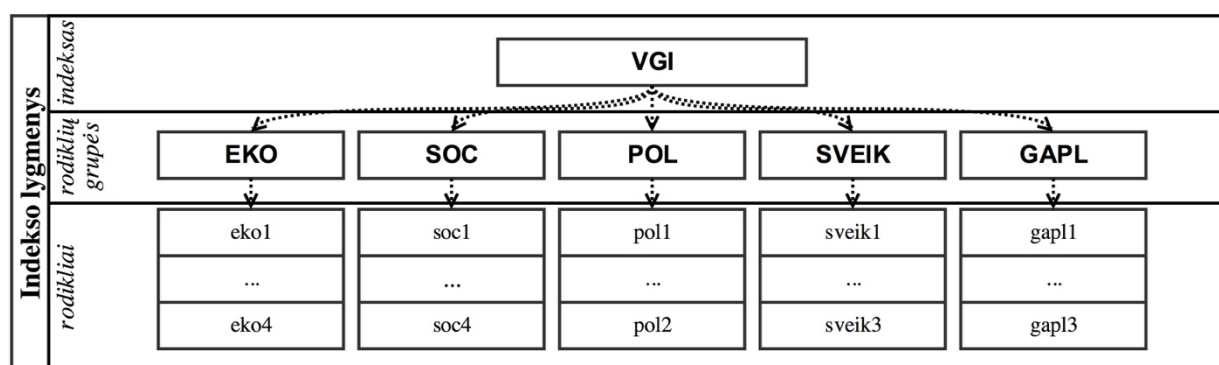 Indekso lygmenys
indeksas
VGI
rodiklių
grupės
EKO SOC POL SVEIK GAPL
rodikliai
eko1 soc1 pol1 sveik1 gapl1
... ... ... ... ...
eko4 soc4 pol2 sveik3 gapl3